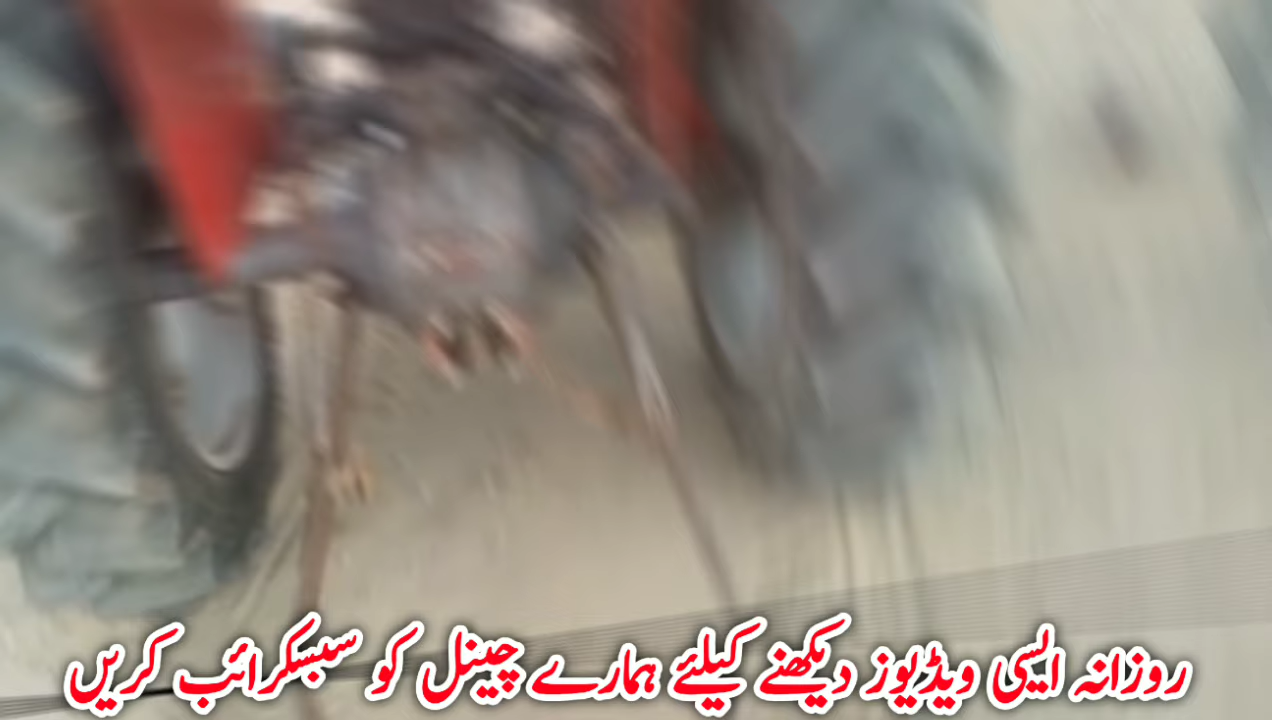 روزانہ ایسی ویڈیوز دیکھنے کیلئے ہمارے چینل کو سبسکرائب کریں